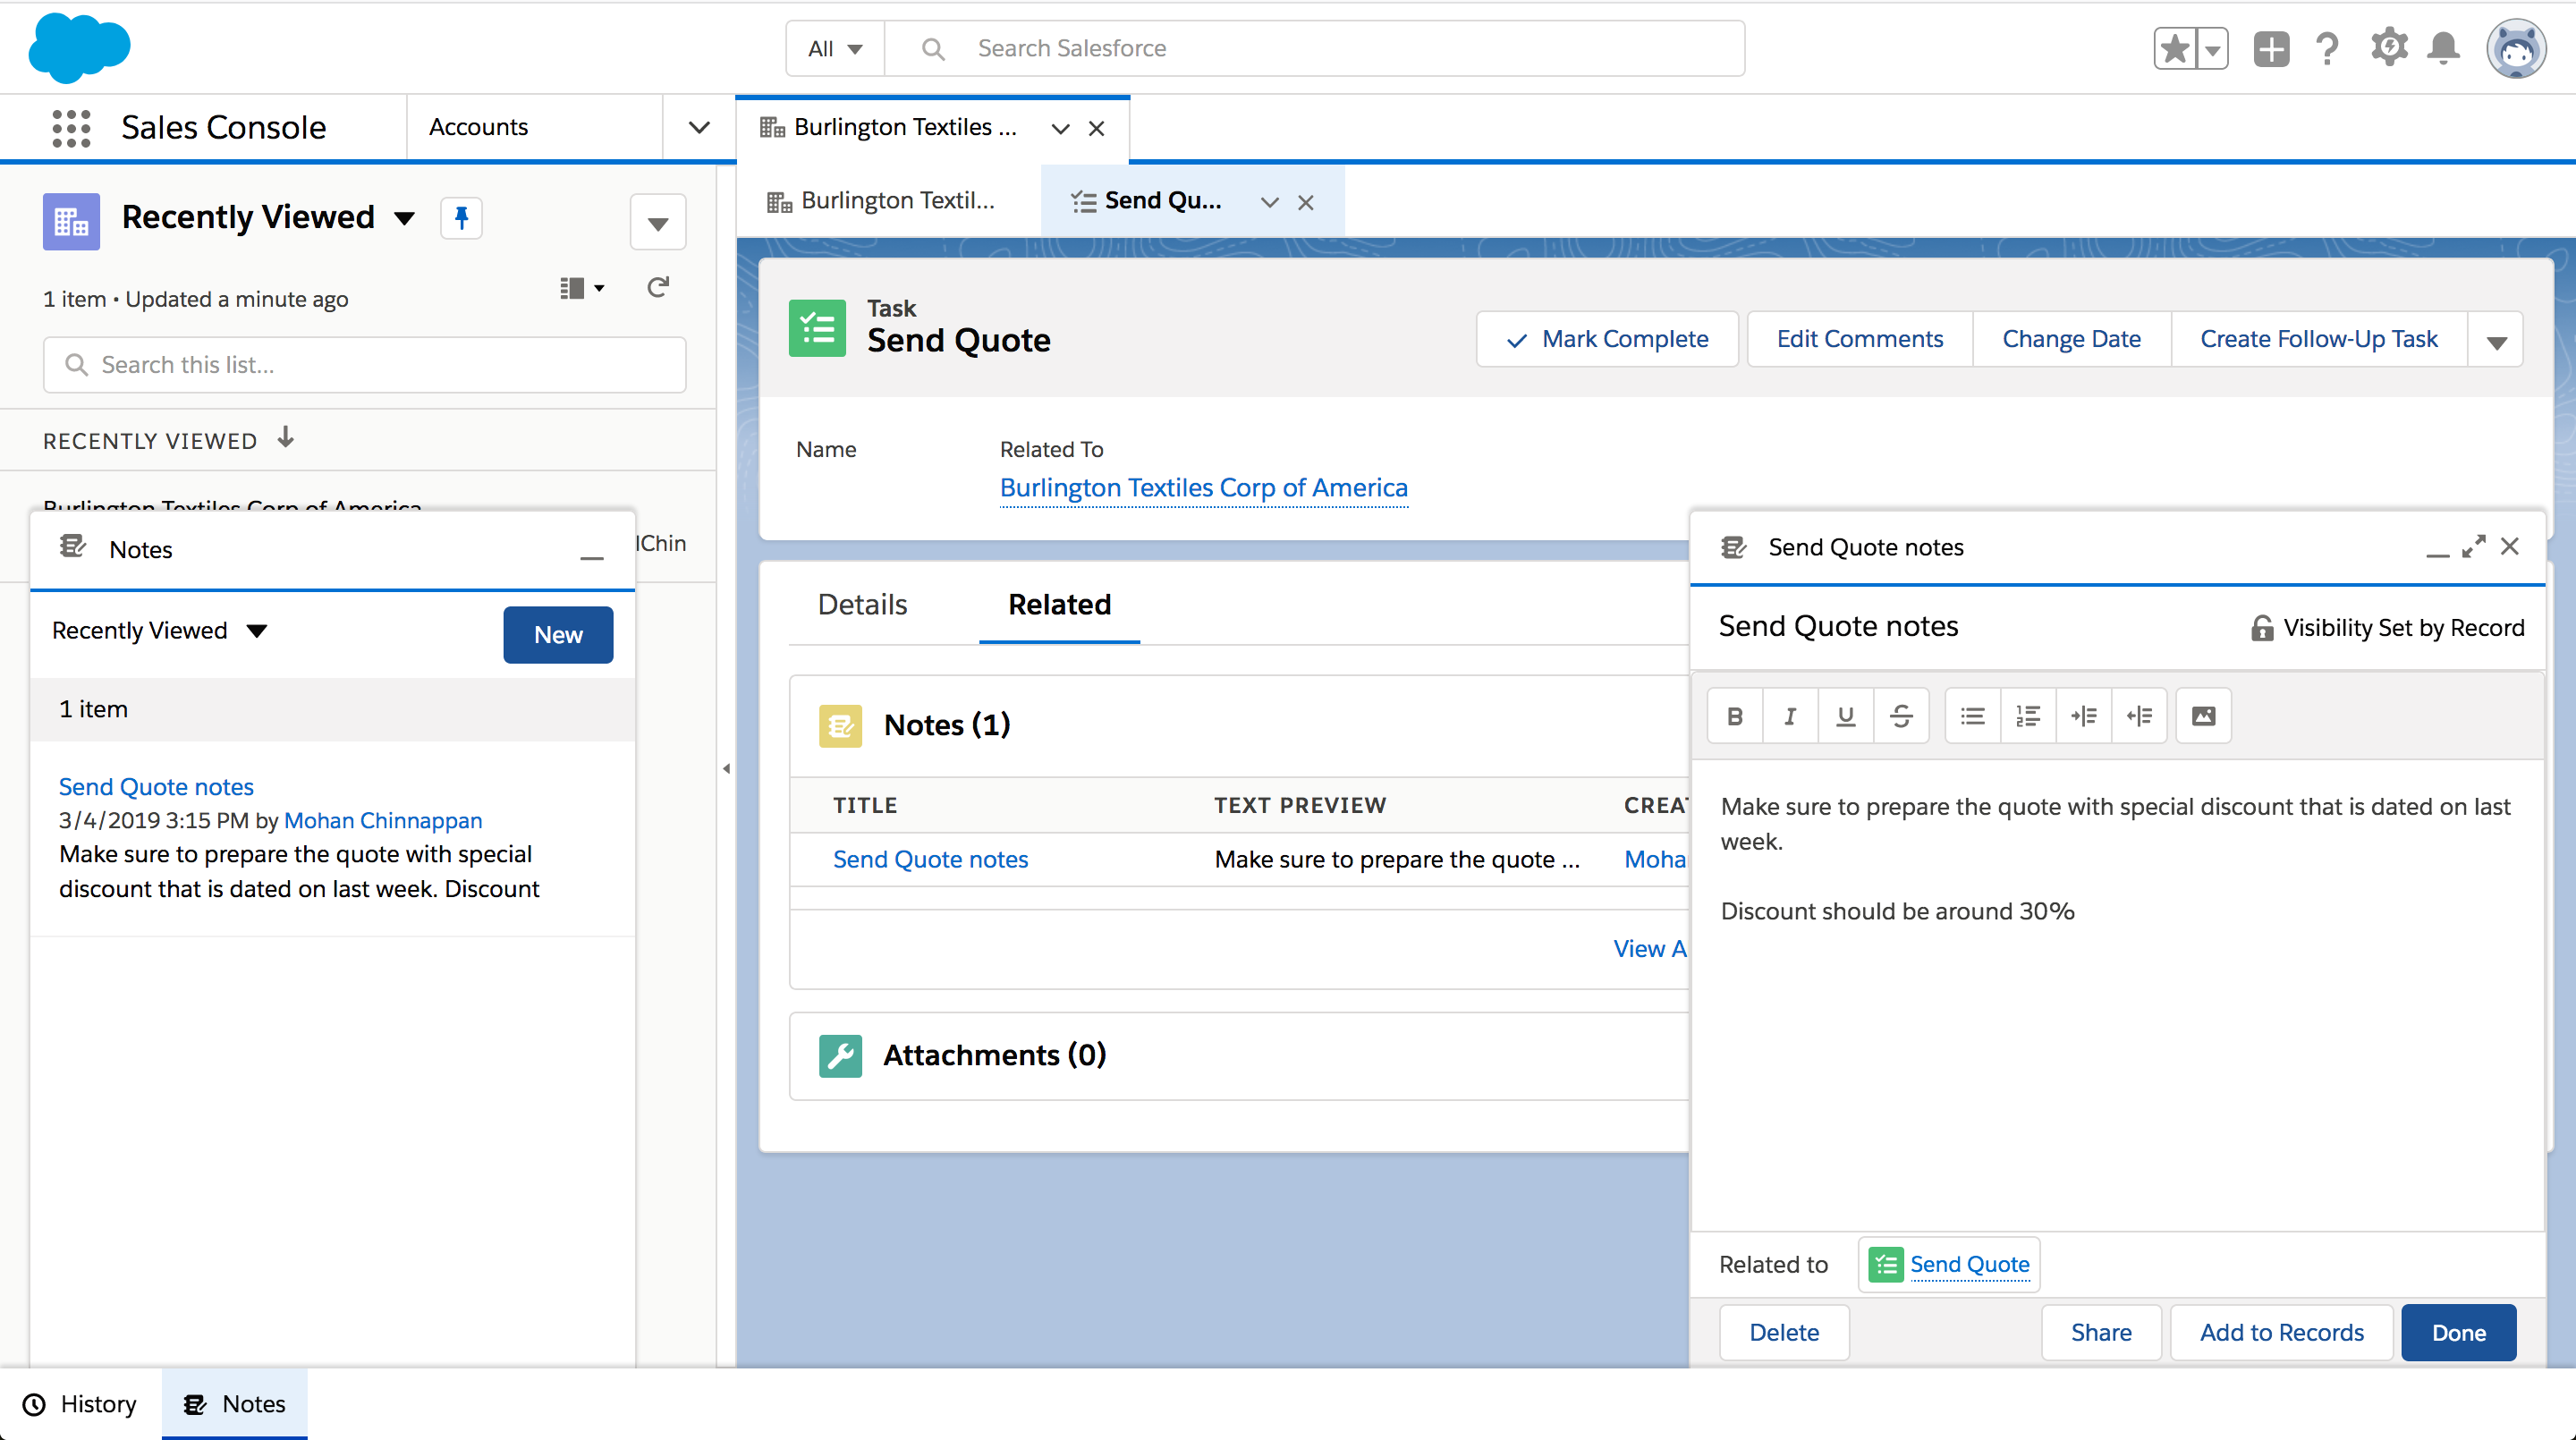 All
Search Salesforce
Sales Console
Accounts
Burlington Textiles ...
Burlington Textil...
Send Qu...
Recently Viewed
1 item • Updated a minute ago
Search this list...
RECENTLY VIEWED
Burlington Textiles Corp of America
Task
Send Quote
Mark Complete
Edit Comments
Change Date
Create Follow-Up Task
Name
Related To
Burlington Textiles Corp of America
Notes
Recently Viewed
New
1 item
Send Quote notes
3/4/2019 3:15 PM by Mohan Chinnappan
Make sure to prepare the quote with special
discount that is dated on last week. Discount
Details
Related
Notes (1)
TITLE
TEXT PREVIEW
Send Quote notes
Make sure to prepare the quote ...
View A
Attachments (0)
Send Quote notes
Send Quote notes
Visibility Set by Record
B I U S
Make sure to prepare the quote with special discount that is dated on last
week.
Discount should be around 30%
Related to
Send Quote
Delete
Share
Add to Records
Done
History
Notes